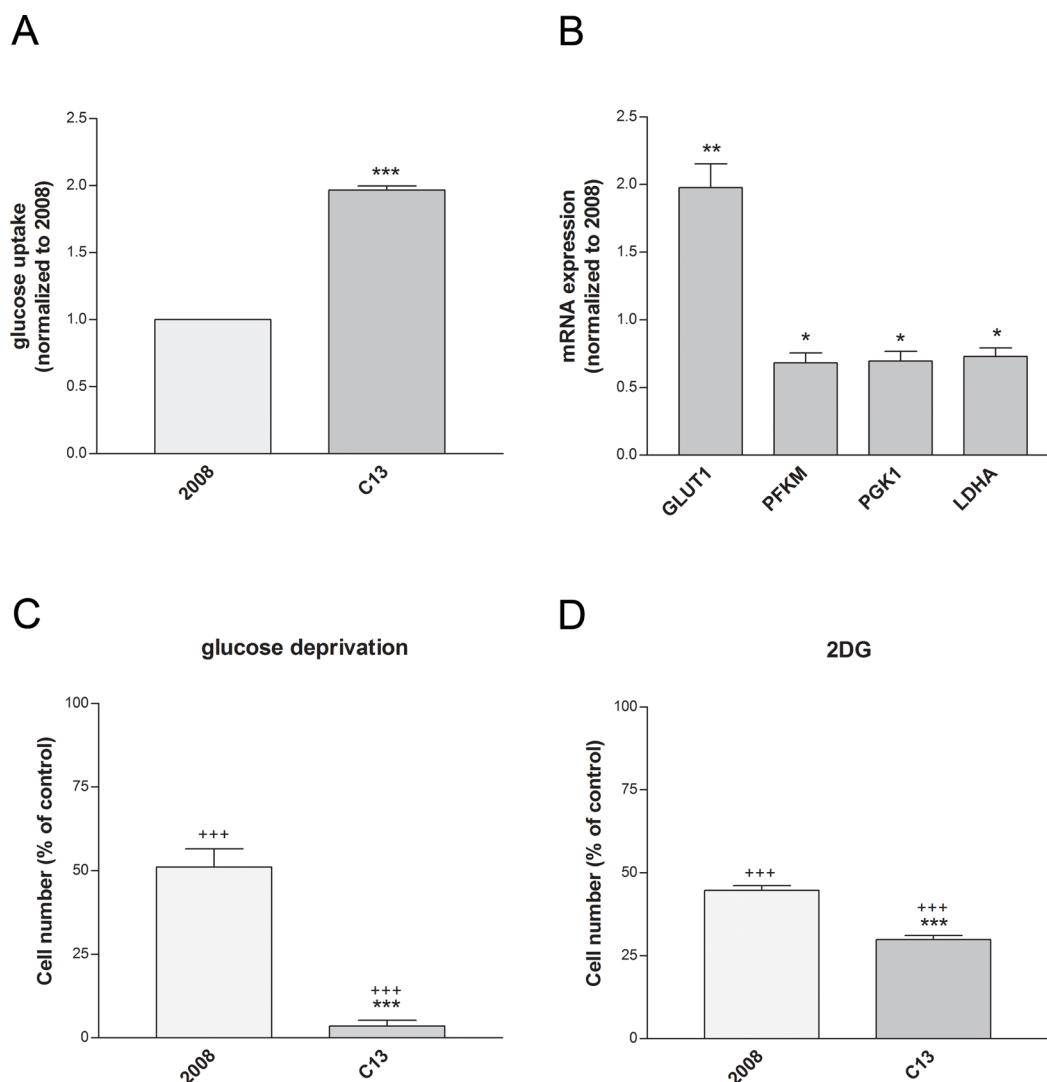 A
glucose uptake
(normalized to 2008)
2.5
2.0
1.5
1.0
0.5
0.0
***
2008
C13
B
mRNA expression
(normalized to 2008)
2.5
2.0
1.5
1.0
0.5
0.0
**
*
*
*
GLUT1
PFKM
PGK1
LDHA
C
glucose deprivation
Cell number (% of control)
100
75
50
25
0
+++
+++
***
2008
C13
D
2DG
Cell number (% of control)
100
75
50
25
0
+++
+++
***
2008
C13